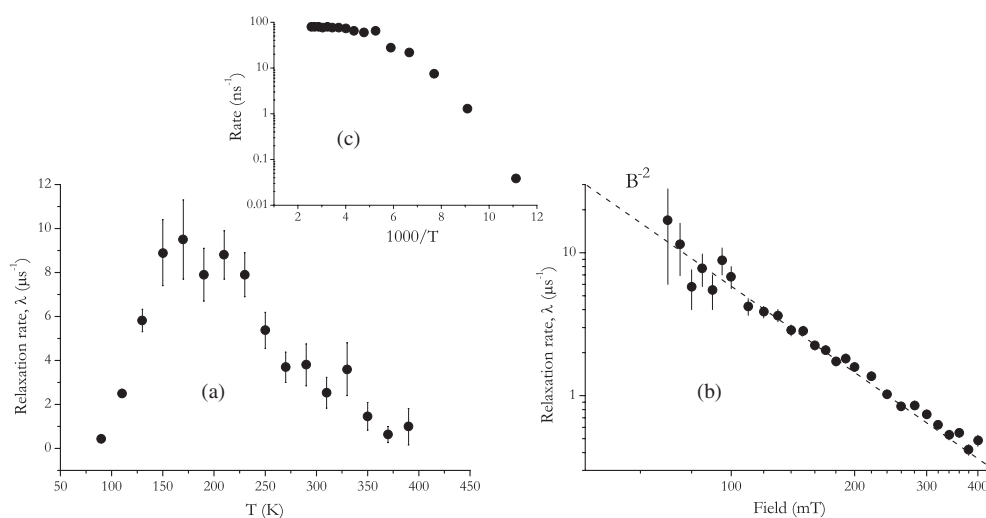 100
10
1
0.1
0.01
Rate (ns-1)
(c)
2 4 6 8 10 12
1000/T
12
10
8
6
4
2
0
Relaxation rate, λ (μs-1)
(a)
50 100 150 200 250 300 350 400 450
T (K)
B-2
10
1
Relaxation rate, λ (μs-1)
(b)
100 200 300 400
Field (mT)